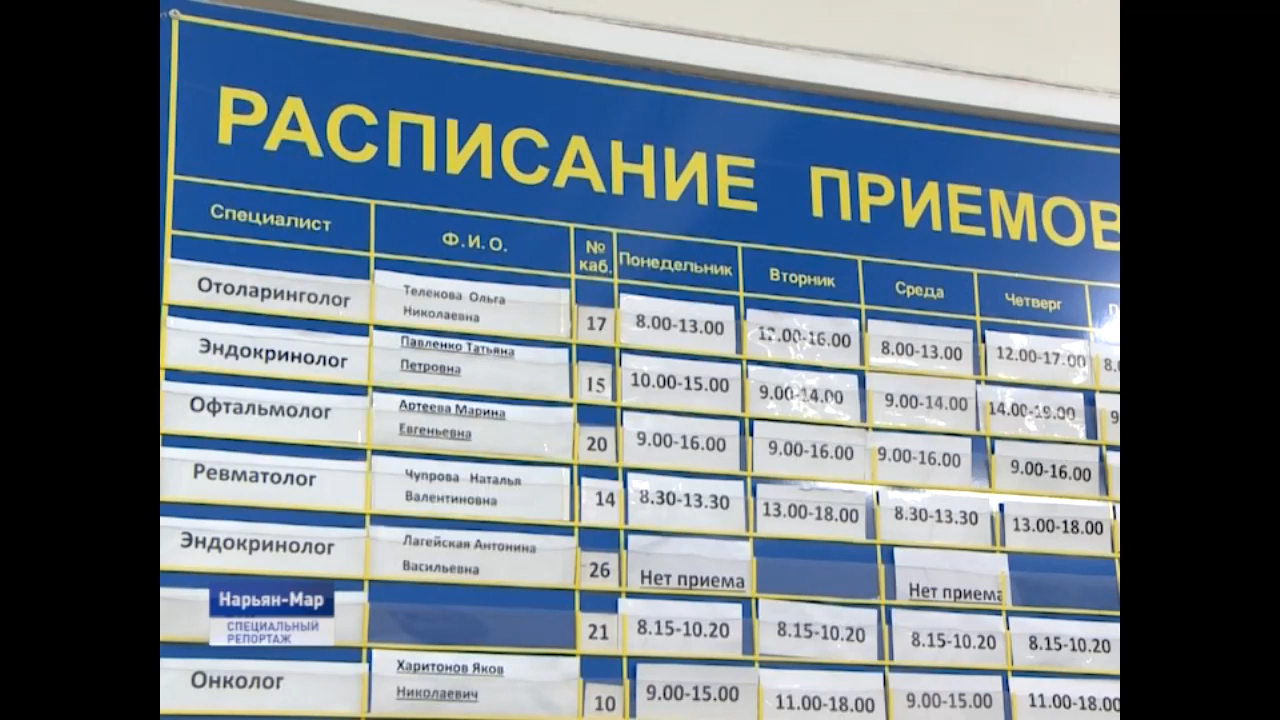 РАСПИСАНИЕ ПРИЕМОВ
Специалист Ф.И.О. № каб. Понедельник Вторник Среда Четверг
Отоларинголог Телекова Ольга Николаевна 17 8.00-13.00 12.00-16.00 8.00-13.00 12.00-17.00
Эндокринолог Павленко Татьяна Петровна 15 10.00-15.00 9.00-14.00 9.00-14.00 14.00-19.00
Офтальмолог Артеева Марина Евгеньевна 20 9.00-16.00 9.00-16.00 9.00-16.00 9.00-16.00
Ревматолог Чупрова Наталья Валентиновна 14 8.30-13.30 13.00-18.00 8.30-13.30 13.00-18.00
Эндокринолог Лагейская Антонина Васильевна 26 Нет приема Нет приема
21 8.15-10.20 8.15-10.20 8.15-10.20 8.15-10.20
Онколог Харитонов Яков Николаевич 10 9.00-15.00 11.00-18.00 9.00-15.00 11.00-18.00
Нарьян-Мар
СПЕЦИАЛЬНЫЙ
РЕПОРТАЖ